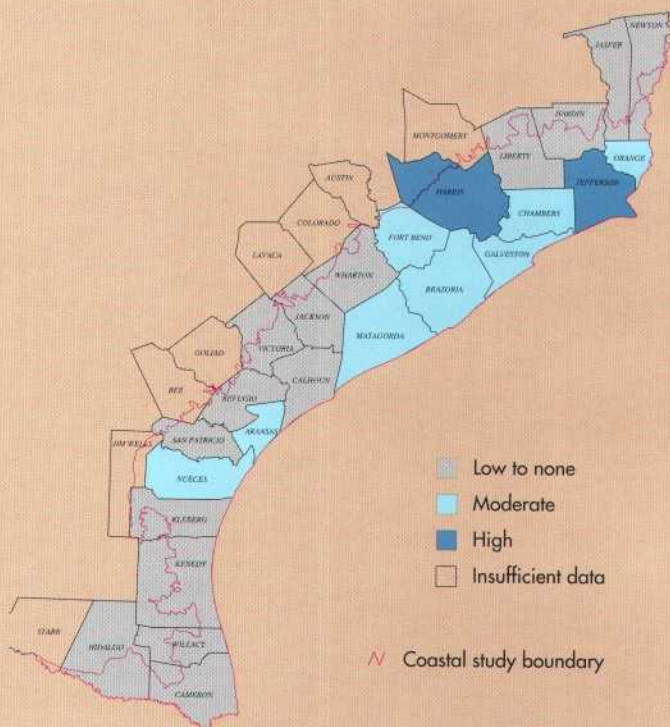 NEWTON
JASPER
HARDIN
MONTGOMERY
LIBERTY
ORANGE
HARRIS
JEFFERSON
AUSTIN
CHAMBERS
COLORADO
FORT BEND
GALVESTON
LAVACA
WHARTON
BRAZORIA
JACKSON
MATAGORDA
VICTORIA
GOLIAD
CALHOUN
BEE
REFUGIO
ARANSAS
JIM WELLS
SAN PATRICIO
NUECES
KLEBERG
KENEDY
STARR
HIDALGO
WILLACY
CAMERON
Low to none
Moderate
High
Insufficient data
Coastal study boundary